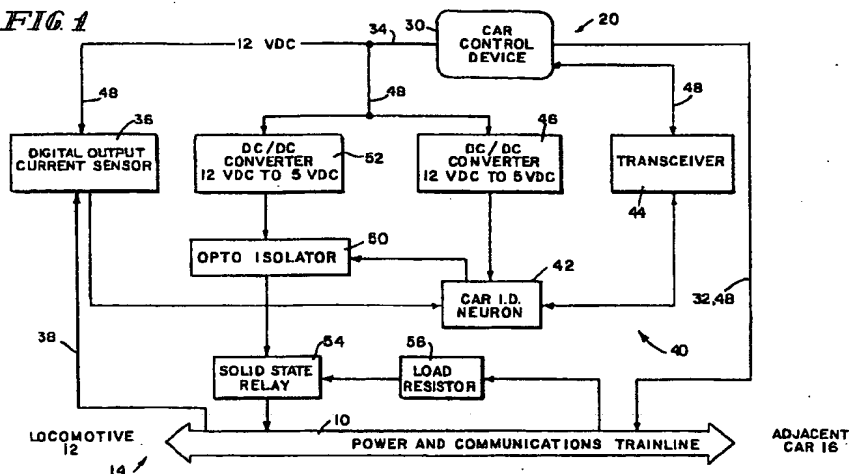 FIG. 1
12 VDC
34
30
CAR
CONTROL
DEVICE
20
48
48
48
36
DIGITAL OUTPUT
CURRENT SENSOR
DC/DC
CONVERTER
12 VDC TO 5 VDC
52
46
DC/DC
CONVERTER
12 VDC TO 5VDC
TRANSCEIVER
44
50
OPTO ISOLATOR
42
CAR I.D.
NEURON
32,48
40
38
54
SOLID STATE
RELAY
56
LOAD
RESISTOR
10
LOCOMOTIVE
12
14
POWER AND COMMUNICATIONS TRAINLINE
ADJACENT
CAR 16